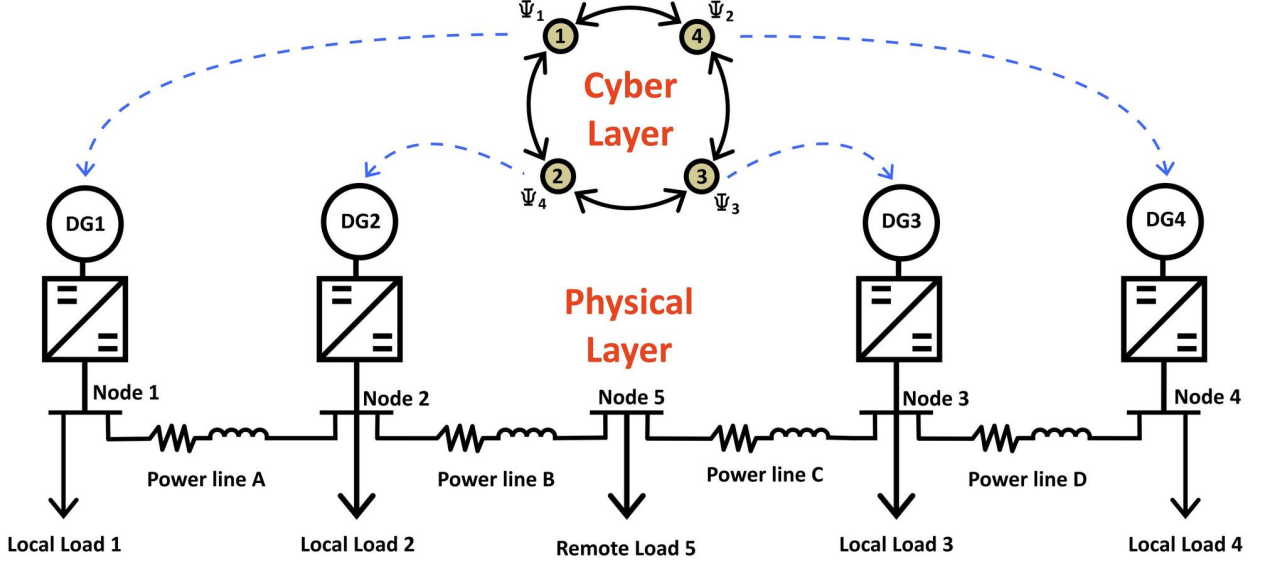 Ψ1
Ψ2
1
4
Cyber
Layer
2
3
Ψ4
Ψ3
DG1
DG2
DG3
DG4
Physical
Layer
Node 1
Node 2
Node 5
Node 3
Node 4
Power line A
Power line B
Power line C
Power line D
Local Load 1
Local Load 2
Remote Load 5
Local Load 3
Local Load 4